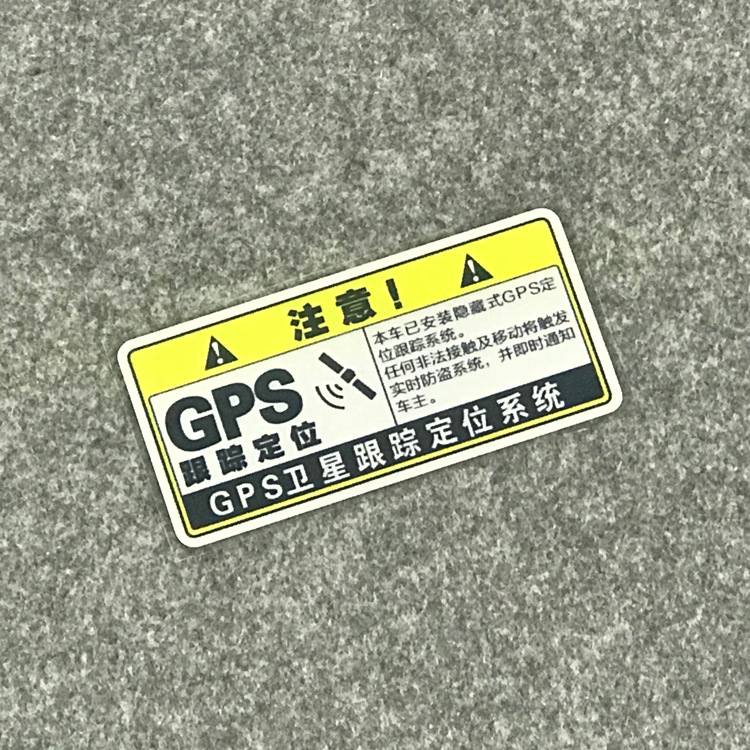 注意!
GPS
跟踪定位
本车已安装隐藏式GPS定
位跟踪系统。
任何非法接触及移动将触发
实时防盗系统，并即时通知
车主。
GPS卫星跟踪定位系统